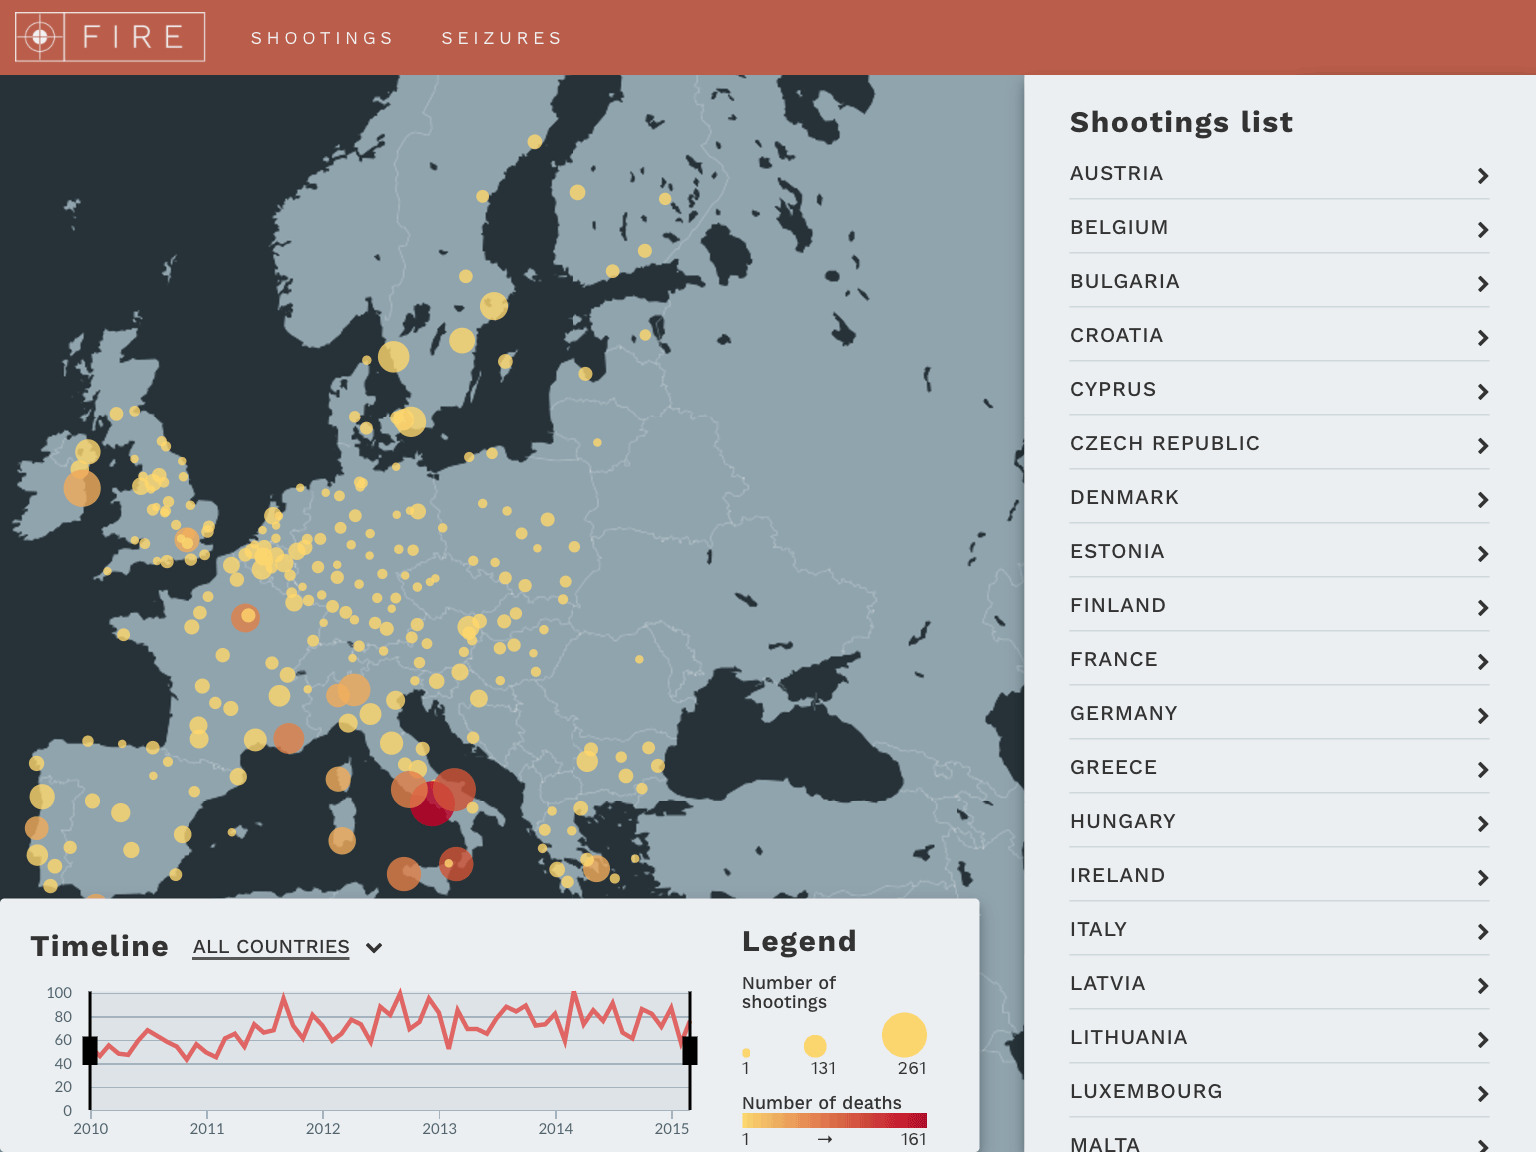 FIRE
SHOOTINGS SEIZURES
Shootings list
AUSTRIA
BELGIUM
BULGARIA
CROATIA
CYPRUS
CZECH REPUBLIC
DENMARK
ESTONIA
FINLAND
FRANCE
GERMANY
GREECE
HUNGARY
IRELAND
ITALY
LATVIA
LITHUANIA
LUXEMBOURG
MALTA
Timeline ALL COUNTRIES
100
80
60
40
20
0
2010 2011 2012 2013 2014 2015
Legend
Number of
shootings
1 131 261
Number of deaths
1 → 161